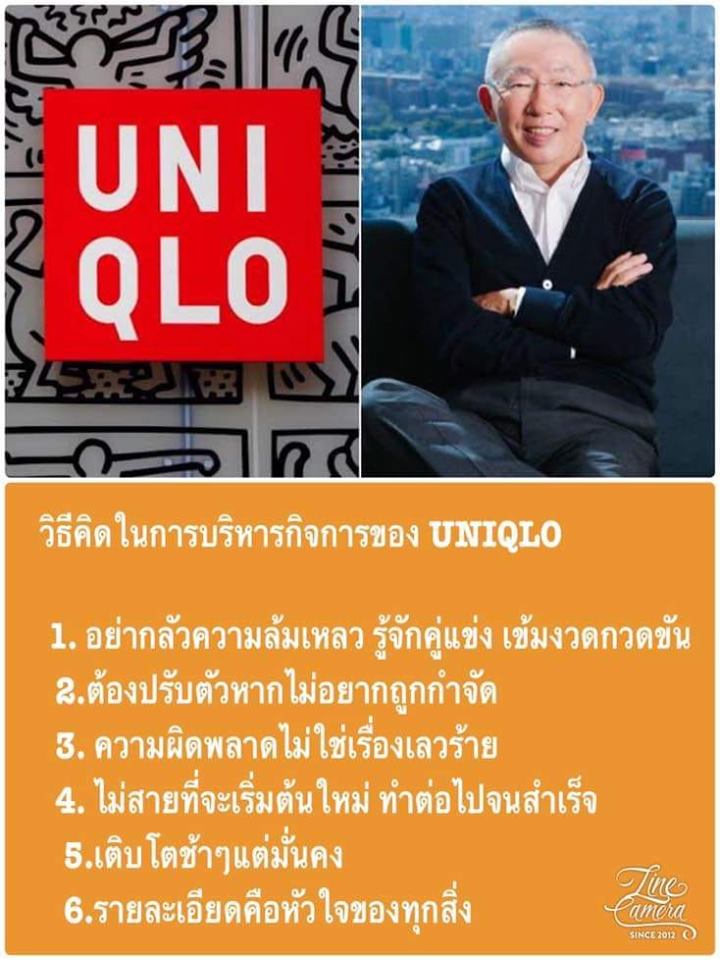 UNI
QLO
วิธีคิดในการบริหารกิจการของ UNIQLO
1. อย่ากลัวความล้มเหลว รู้จักคู่แข่ง เข้มงวดกวดขัน
2.ต้องปรับตัวหากไม่อยากถูกกำจัด
3. ความผิดพลาดไม่ใช่เรื่องเลวร้าย
4. ไม่สายที่จะเริ่มต้นใหม่ ทำต่อไปจนสำเร็จ
5.เติบโตช้าๆแต่มั่นคง
6.รายละเอียดคือหัวใจของทุกสิ่ง
Line
Camera
SINCE 2012